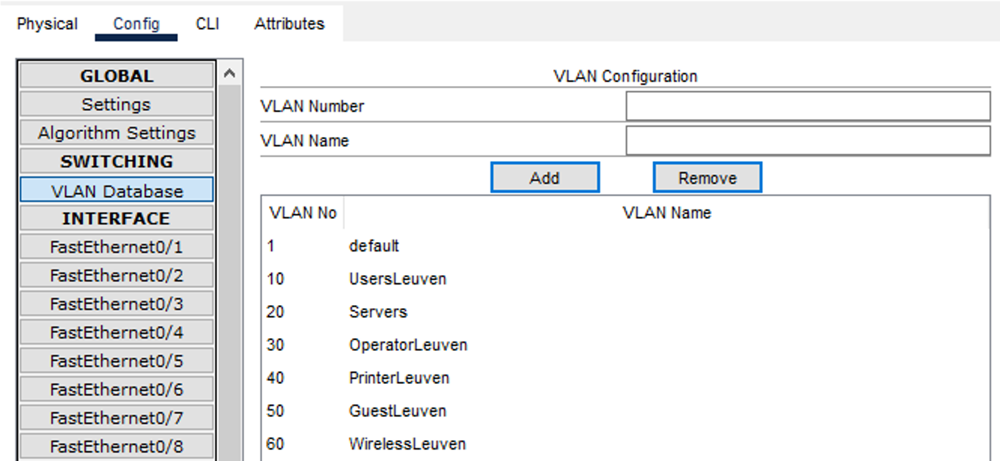 Physical Config CLI Attributes
GLOBAL
Settings
Algorithm Settings
SWITCHING
VLAN Database
INTERFACE
FastEthernet0/1
FastEthernet0/2
FastEthernet0/3
FastEthernet0/4
FastEthernet0/5
FastEthernet0/6
FastEthernet0/7
FastEthernet0/8
VLAN Configuration
VLAN Number
VLAN Name
Add Remove
VLAN No VLAN Name
1 default
10 UsersLeuven
20 Servers
30 OperatorLeuven
40 PrinterLeuven
50 GuestLeuven
60 WirelessLeuven